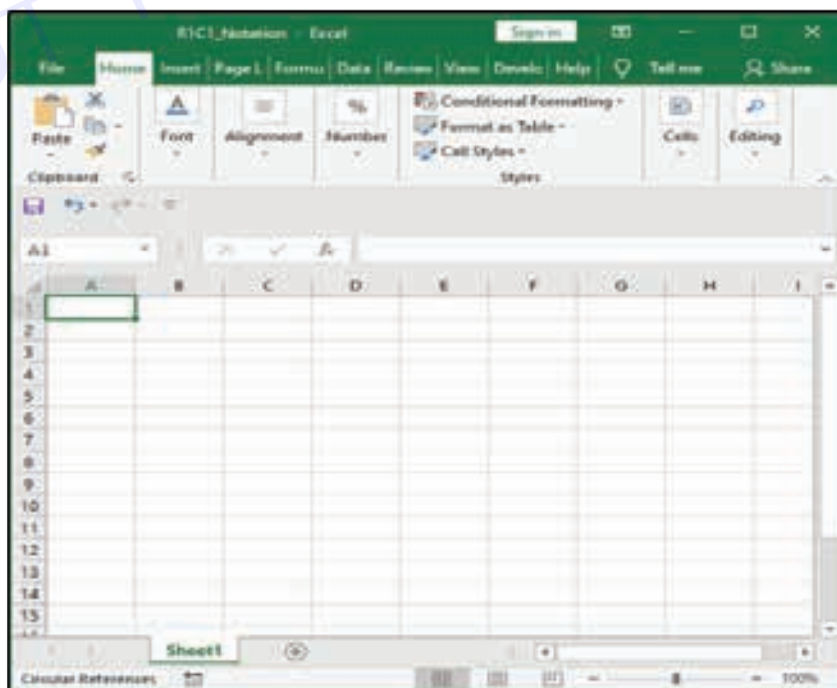 R1C1_Notation - Excel
Sign in
File Home Insert Page L Formu Data Review View Develo Help Tell me Share
Paste
Font
Alignment
%
Number
Conditional Formatting
Format as Table
Cell Styles
Cells
Editing
Clipboard
Styles
A1
fx
A B C D E F G H I
1
2
3
4
5
6
7
8
9
10
11
12
13
14
15
Sheet1
Circular References
100%